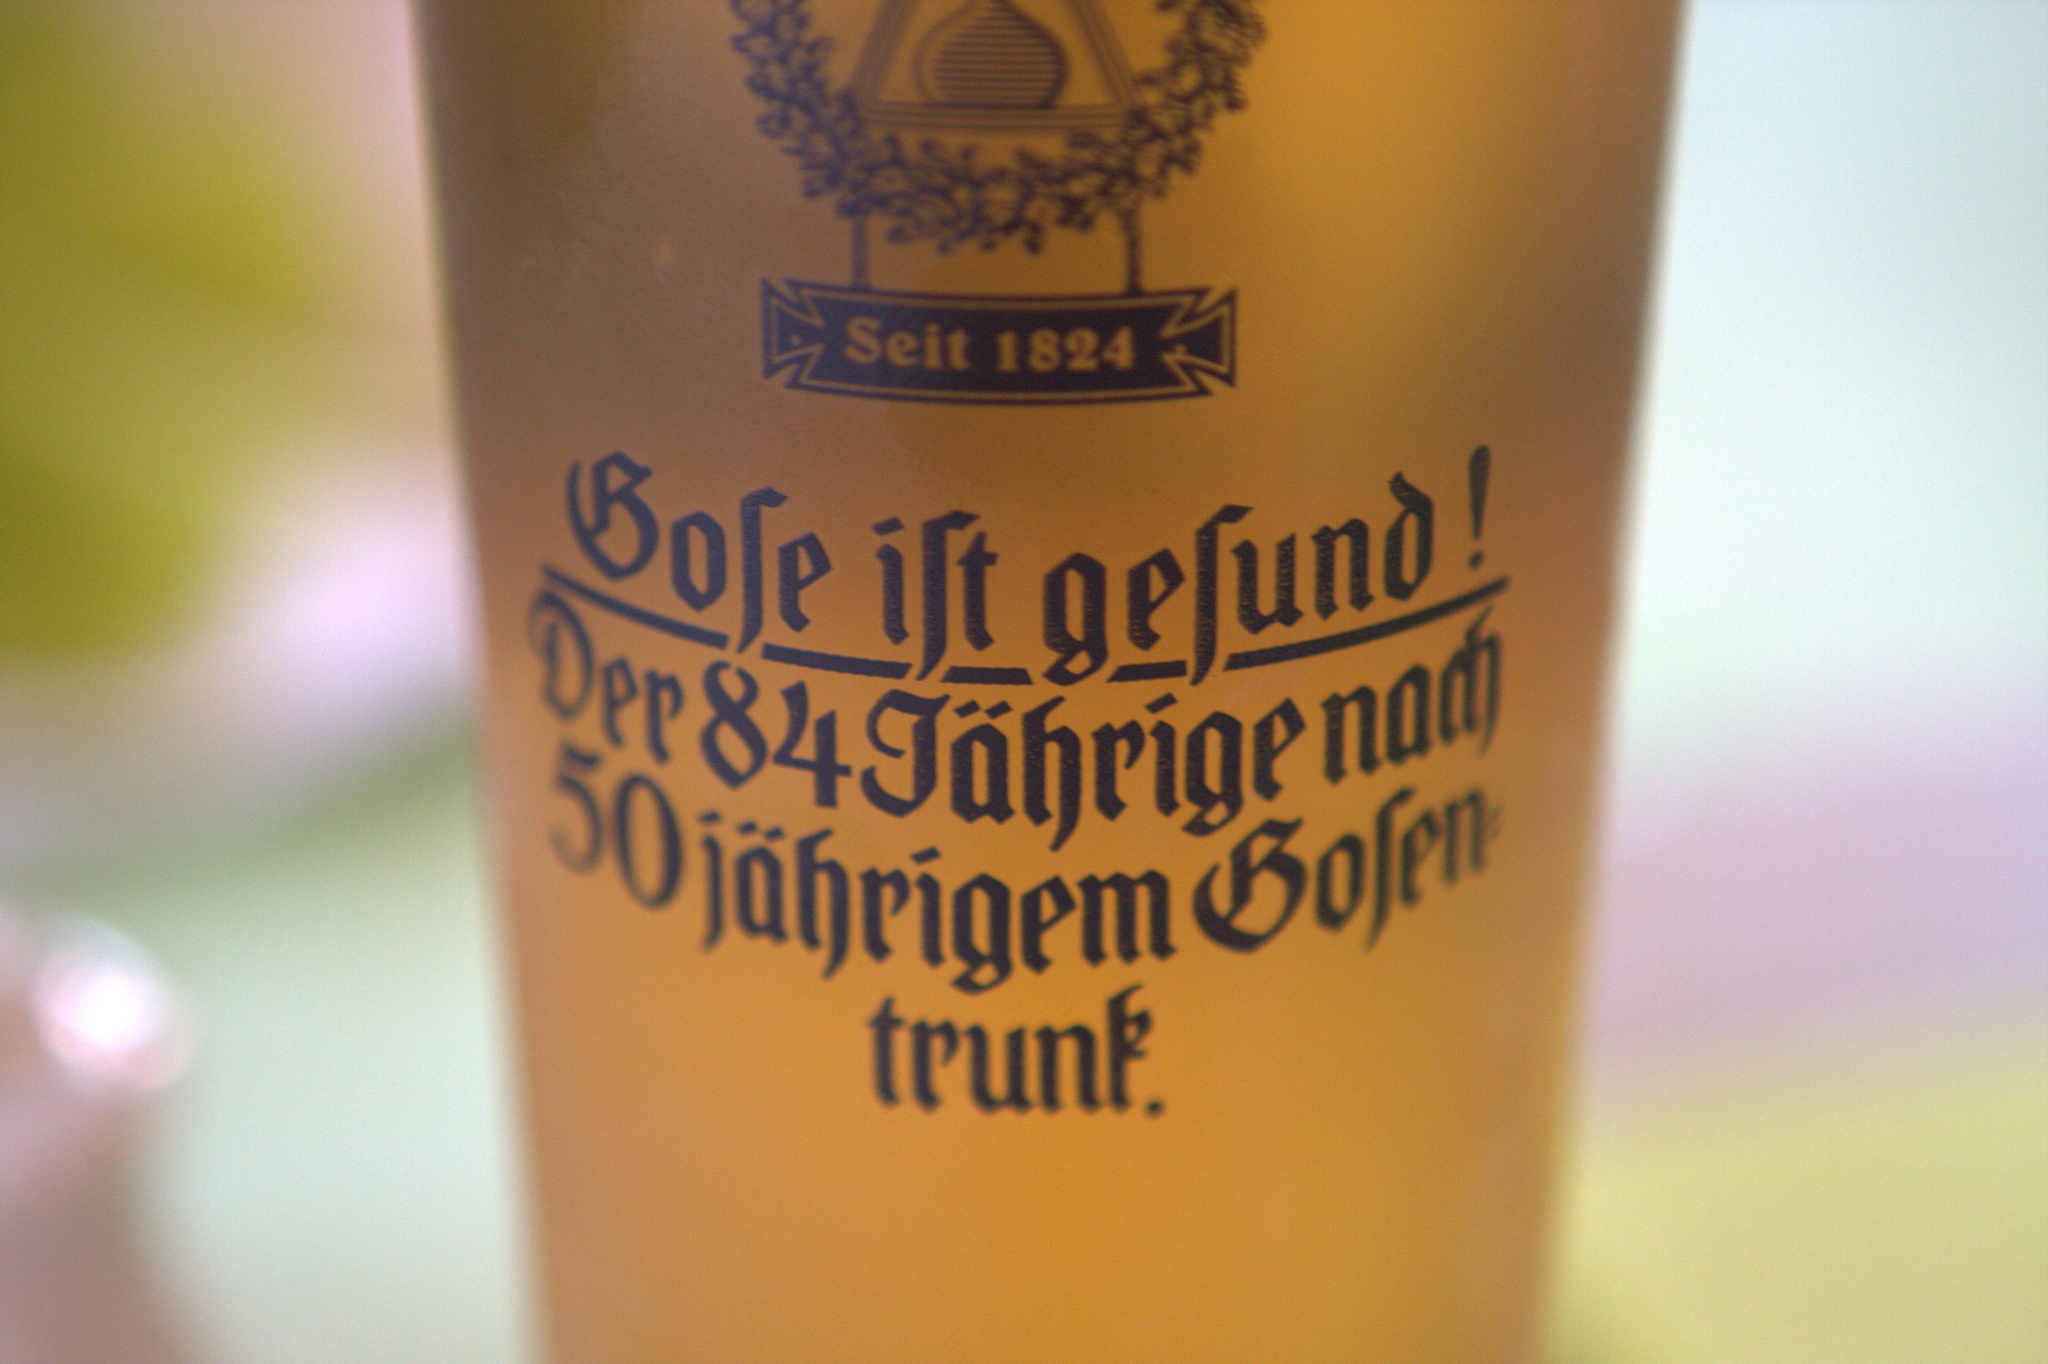 Seit 1824
Goſe iſt geſund!
Der 84 Jährige nach
50 jährigem Goſen⸗
trunk.